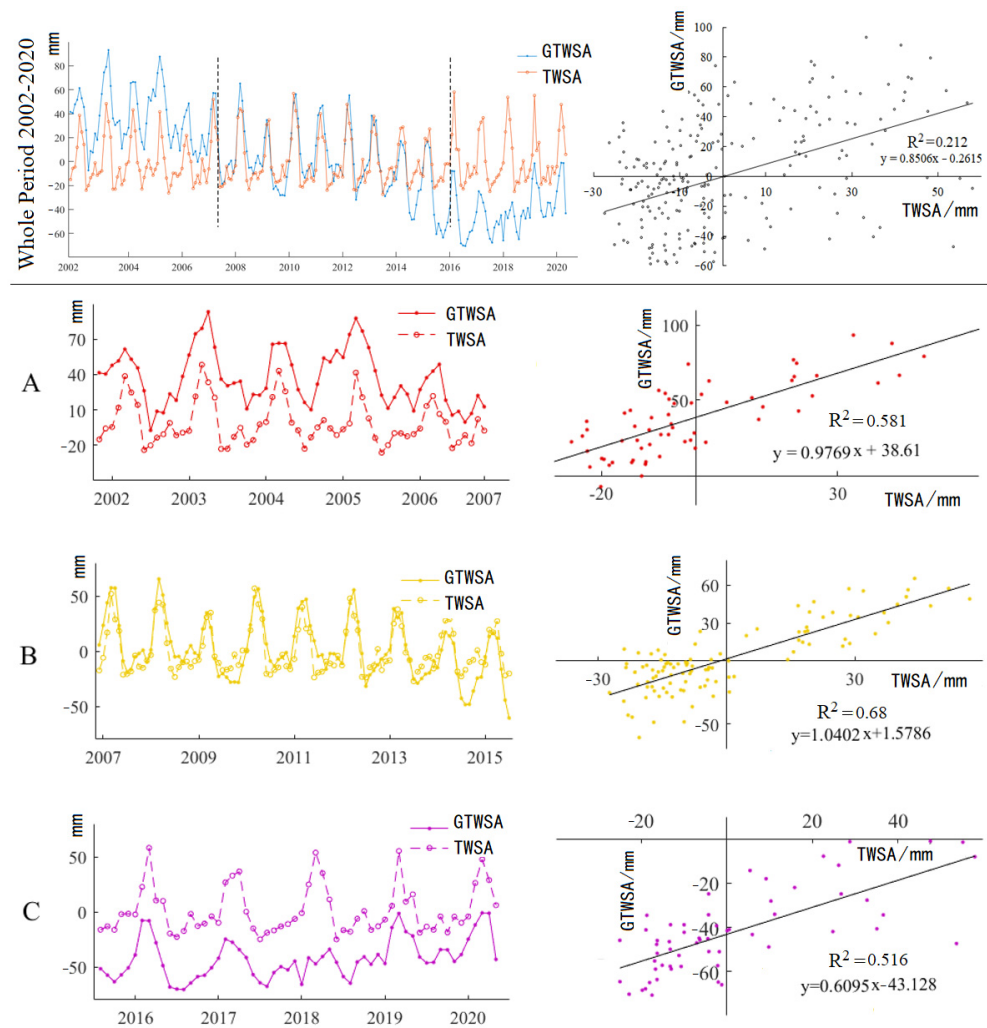 Whole Period 2002-2020
mm
GTWSA
TWSA
80
60
40
20
0
-20
-40
-60
2002 2004 2006 2008 2010 2012 2014 2016 2018 2020
GTWSA/mm
100
80
60
40
20
0
-20
-40
-60
-30 -10 10 30 50
R²=0.212
y = 0.8506x - 0.2615
TWSA/mm
A
mm
GTWSA
TWSA
70
40
10
-20
2002 2003 2004 2005 2006 2007
GTWSA/mm
100
50
-20 30
R²=0.581
y = 0.9769x + 38.61
TWSA/mm
B
mm
GTWSA
TWSA
50
0
-50
2007 2009 2011 2013 2015
GTWSA/mm
60
30
-50
-30 30
TWSA/mm
R²=0.68
y=1.0402x+1.5786
C
mm
GTWSA
TWSA
50
0
-50
2016 2017 2018 2019 2020
-20 20 48
TWSA/mm
GTWSA/mm
-20
-40
-60
R²=0.516
y=0.6095x-43.128